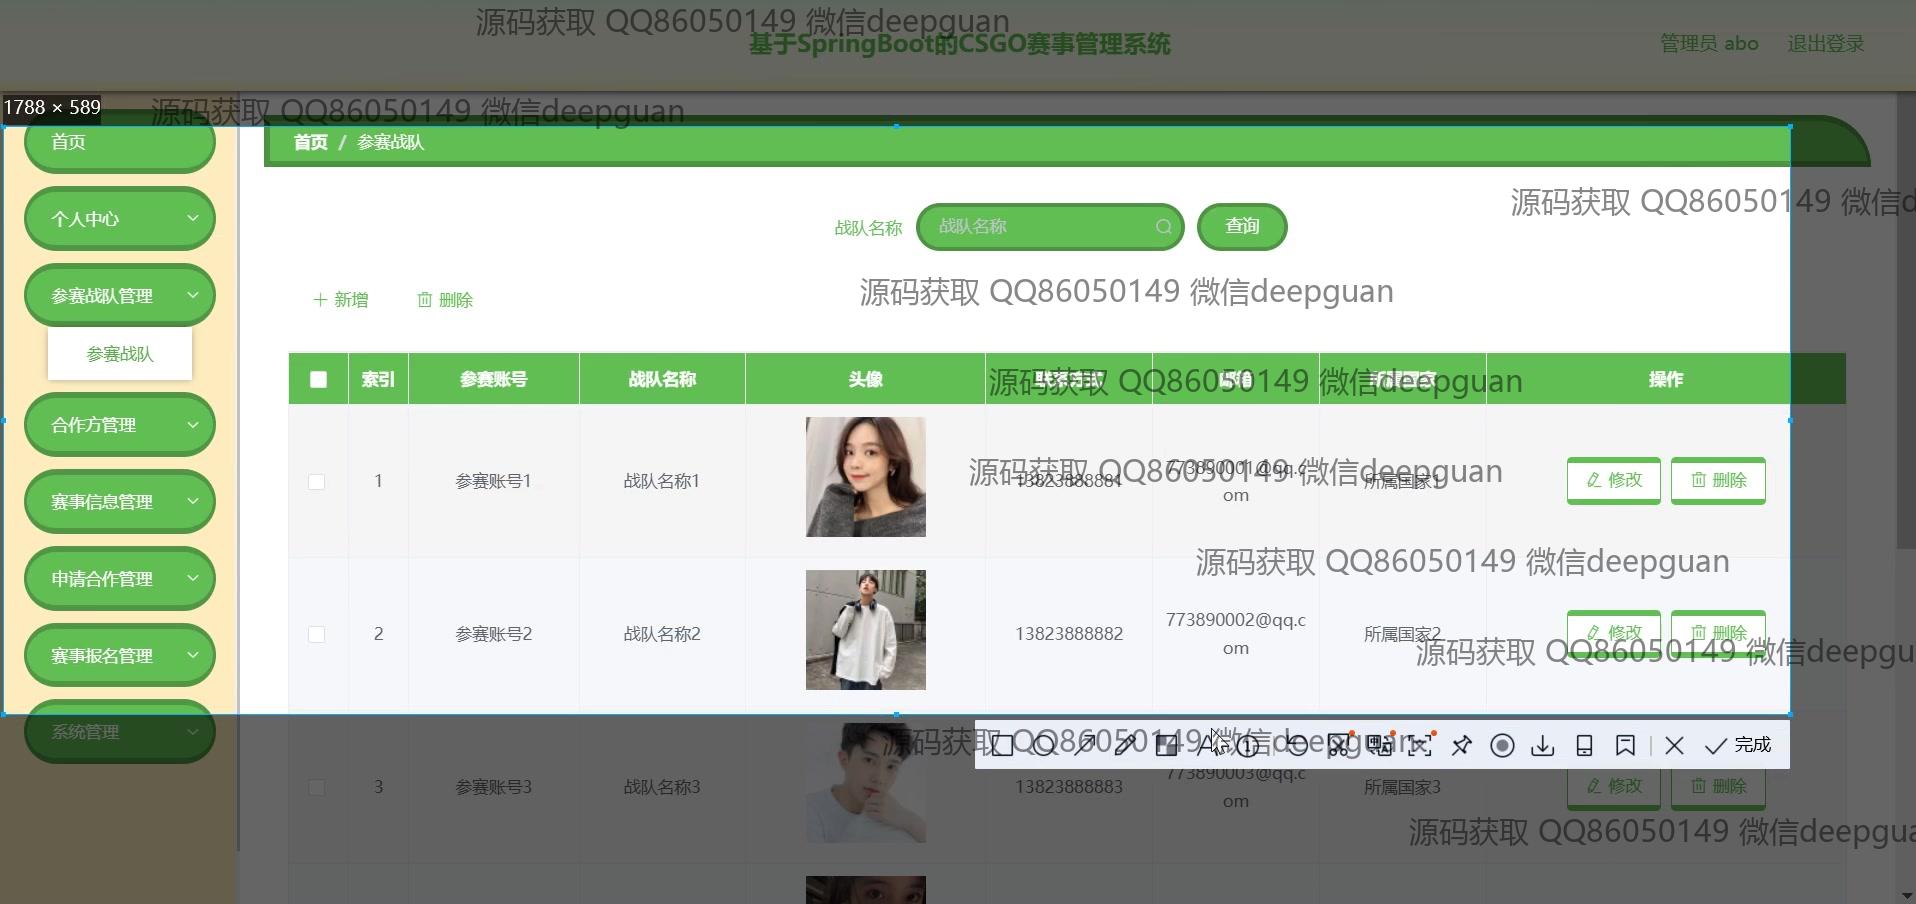 源码获取 QQ86050149 微信deepguan
基于SpringBoot的CSGO赛事管理系统
管理员 abo
退出登录
1788 × 589
源码获取 QQ86050149 微信deepguan
首页
首页 / 参赛战队
个人中心
战队名称
战队名称
查询
源码获取 QQ86050149 微信d
参赛战队管理
新增
删除
源码获取 QQ86050149 微信deepguan
参赛战队
索引
参赛账号
战队名称
头像
操作
源码获取 QQ86050149 微信deepguan
合作方管理
赛事信息管理
1
参赛账号1
战队名称1
13823888881
773890001@qq.c
om
所属国家1
修改
删除
源码获取 QQ86050149 微信deepguan
申请合作管理
源码获取 QQ86050149 微信deepguan
赛事报名管理
2
参赛账号2
战队名称2
13823888882
773890002@qq.c
om
所属国家2
修改
删除
源码获取 QQ86050149 微信deepgu
系统管理
源码获取 QQ86050149 微信deepguan
完成
3
参赛账号3
战队名称3
13823888883
773890003@qq.c
om
所属国家3
修改
删除
源码获取 QQ86050149 微信deepgua